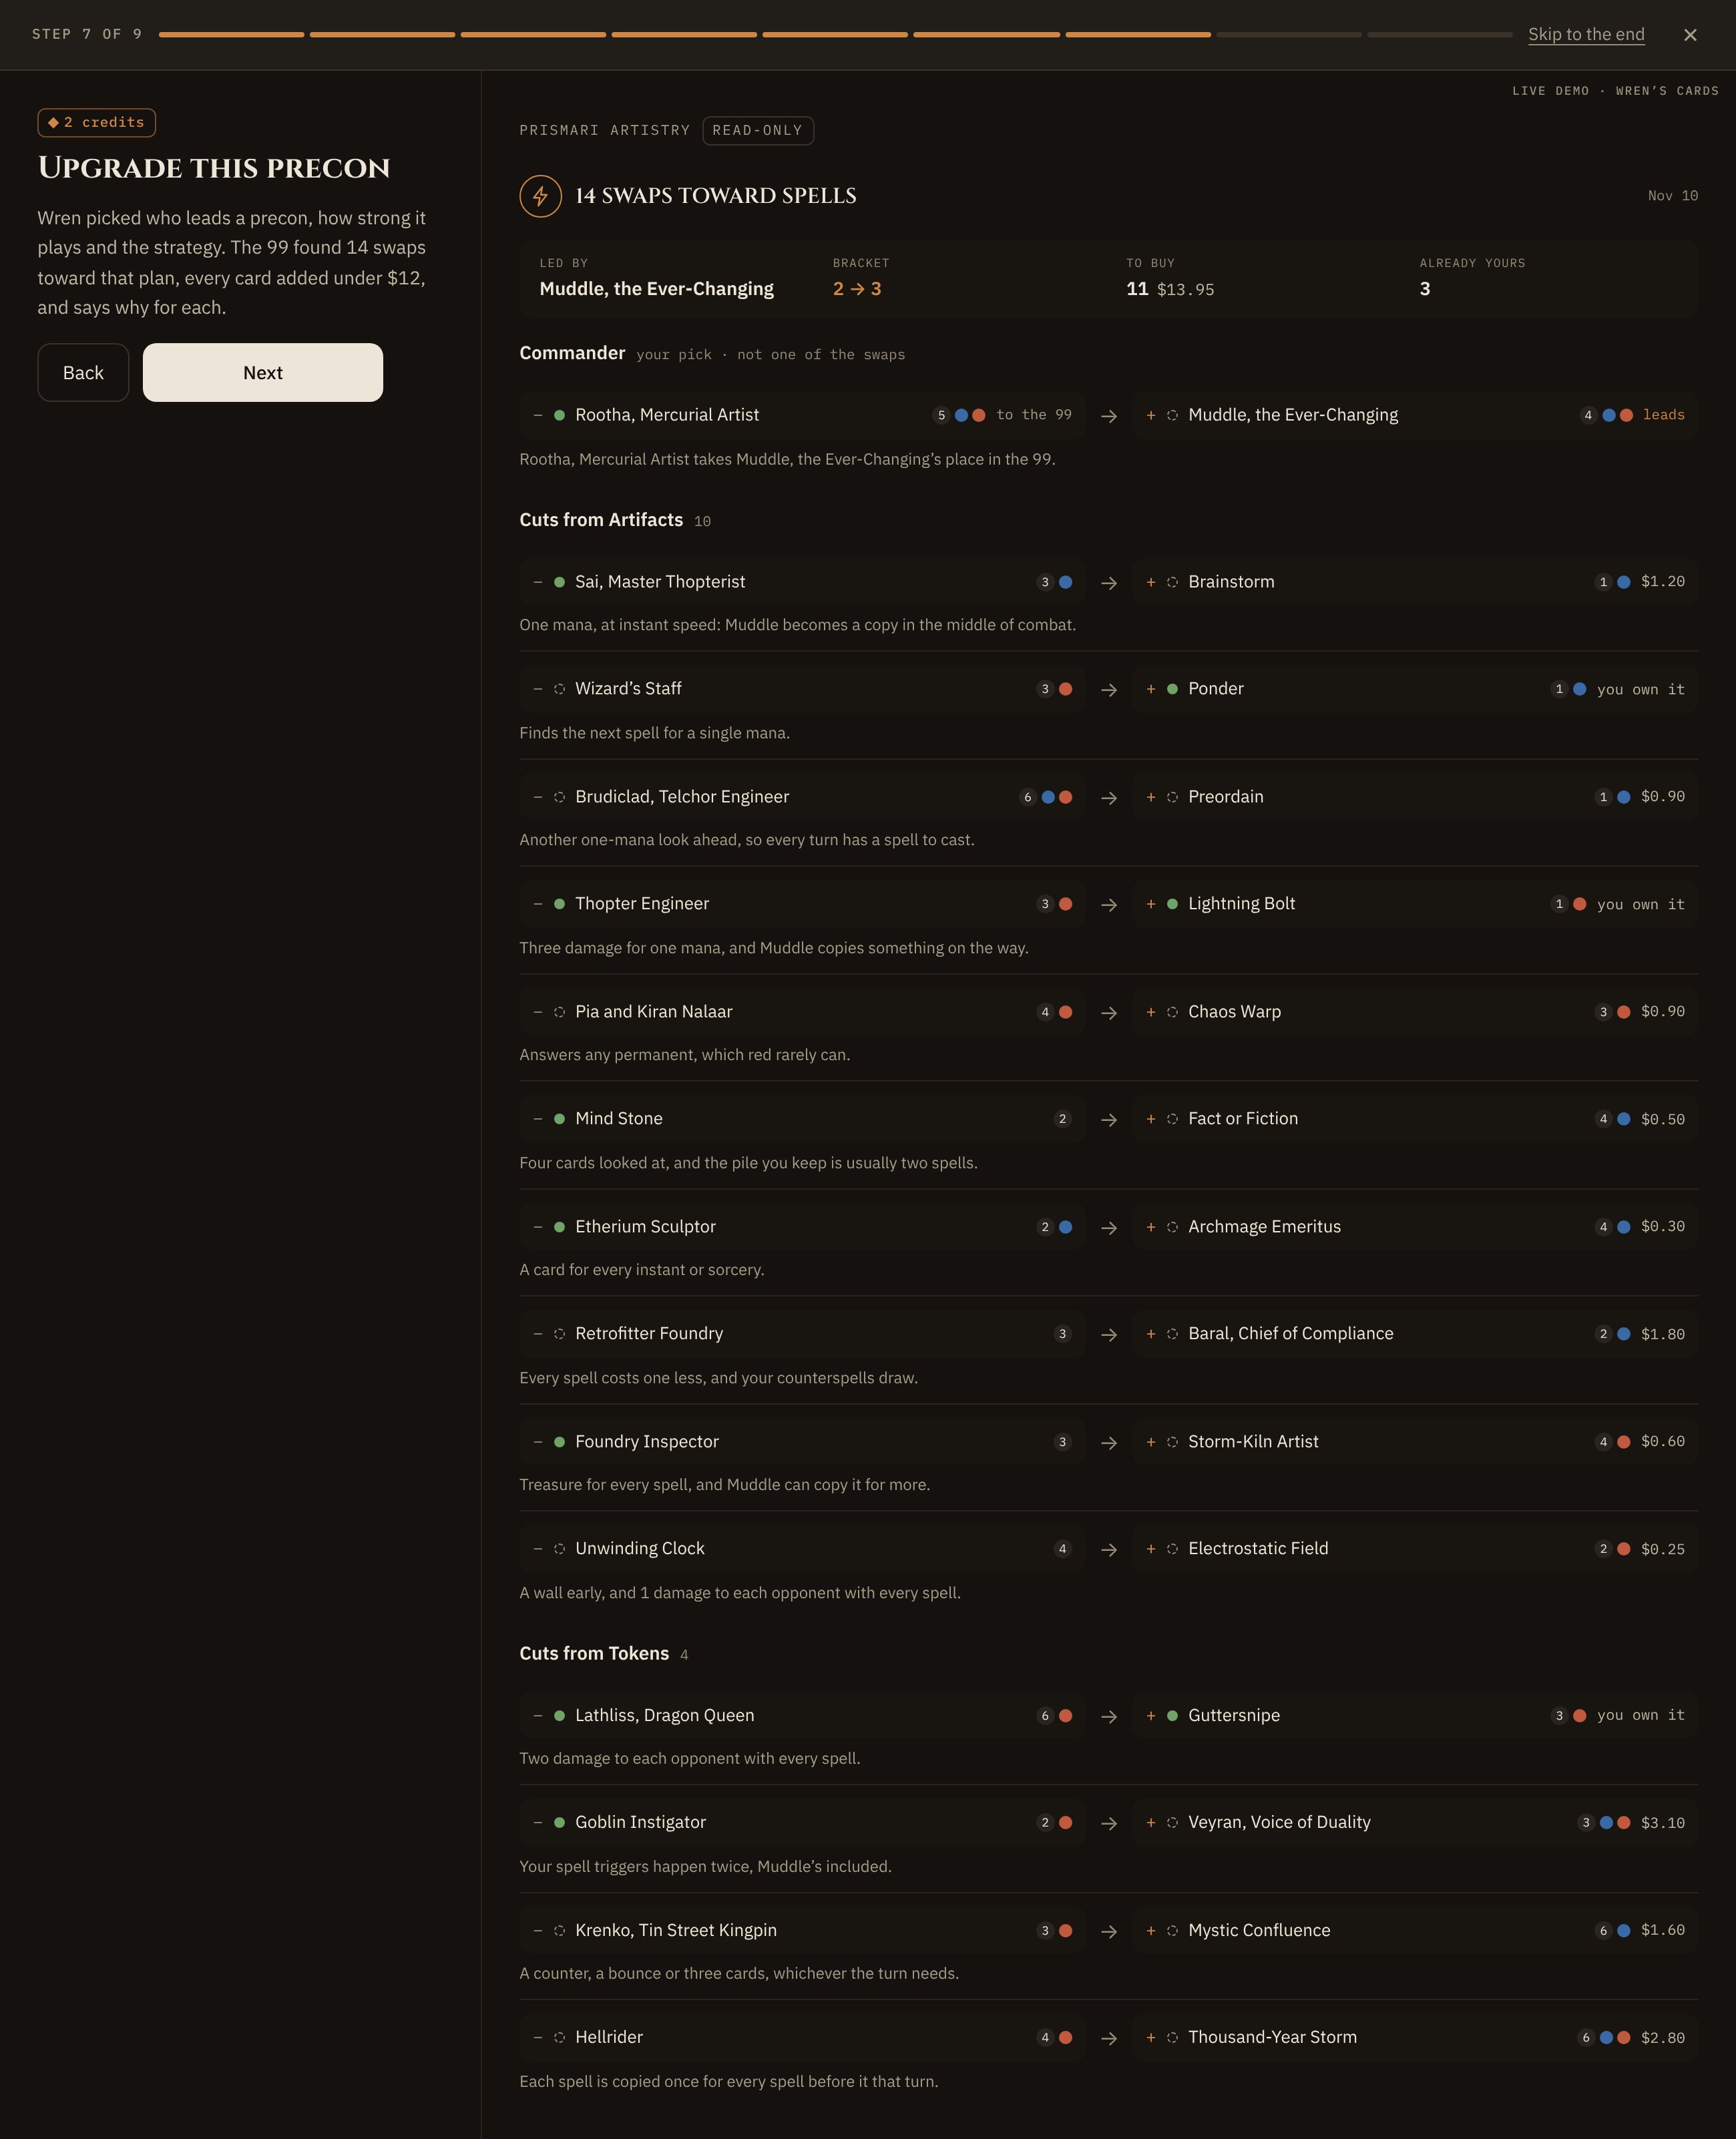 STEP 7 OF 9
Skip to the end
✕
LIVE DEMO · WREN’S CARDS
◆ 2 credits
UPGRADE THIS PRECON
Wren picked who leads a precon, how strong it
plays and the strategy. The 99 found 14 swaps
toward that plan, every card added under $12,
and says why for each.
Back
Next
PRISMARI ARTISTRY READ-ONLY
14 SWAPS TOWARD SPELLS
Nov 10
LED BY
Muddle, the Ever-Changing
BRACKET
2 → 3
TO BUY
11 $13.95
ALREADY YOURS
3
Commander your pick · not one of the swaps
− Rootha, Mercurial Artist 5 to the 99 → + Muddle, the Ever-Changing 4 leads
Rootha, Mercurial Artist takes Muddle, the Ever-Changing’s place in the 99.
Cuts from Artifacts 10
− Sai, Master Thopterist 3 → + Brainstorm 1 $1.20
One mana, at instant speed: Muddle becomes a copy in the middle of combat.
− Wizard’s Staff 3 → + Ponder 1 you own it
Finds the next spell for a single mana.
− Brudiclad, Telchor Engineer 6 → + Preordain 1 $0.90
Another one-mana look ahead, so every turn has a spell to cast.
− Thopter Engineer 3 → + Lightning Bolt 1 you own it
Three damage for one mana, and Muddle copies something on the way.
− Pia and Kiran Nalaar 4 → + Chaos Warp 3 $0.90
Answers any permanent, which red rarely can.
− Mind Stone 2 → + Fact or Fiction 4 $0.50
Four cards looked at, and the pile you keep is usually two spells.
− Etherium Sculptor 2 → + Archmage Emeritus 4 $0.30
A card for every instant or sorcery.
− Retrofitter Foundry 3 → + Baral, Chief of Compliance 2 $1.80
Every spell costs one less, and your counterspells draw.
− Foundry Inspector 3 → + Storm-Kiln Artist 4 $0.60
Treasure for every spell, and Muddle can copy it for more.
− Unwinding Clock 4 → + Electrostatic Field 2 $0.25
A wall early, and 1 damage to each opponent with every spell.
Cuts from Tokens 4
− Lathliss, Dragon Queen 6 → + Guttersnipe 3 you own it
Two damage to each opponent with every spell.
− Goblin Instigator 2 → + Veyran, Voice of Duality 3 $3.10
Your spell triggers happen twice, Muddle’s included.
− Krenko, Tin Street Kingpin 3 → + Mystic Confluence 6 $1.60
A counter, a bounce or three cards, whichever the turn needs.
− Hellrider 4 → + Thousand-Year Storm 6 $2.80
Each spell is copied once for every spell before it that turn.